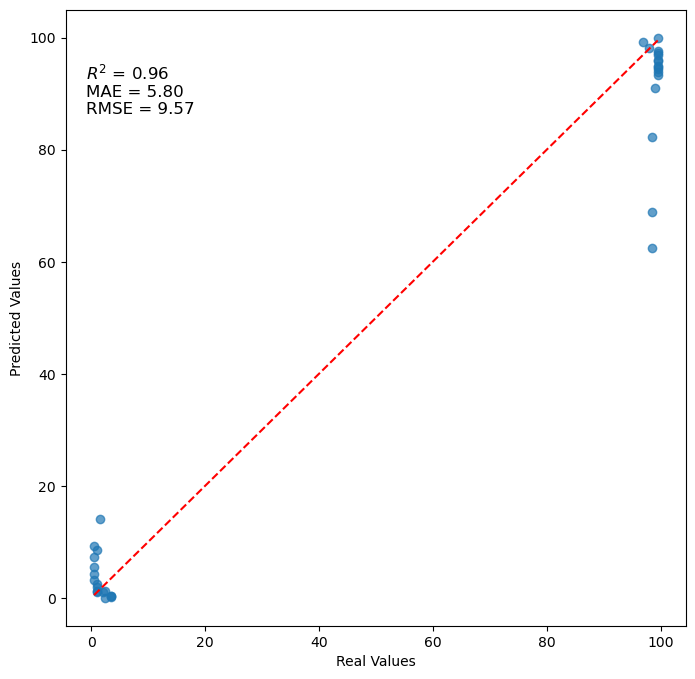 R² = 0.96
MAE = 5.80
RMSE = 9.57
100
80
60
40
20
0
Predicted Values
0 20 40 60 80 100
Real Values